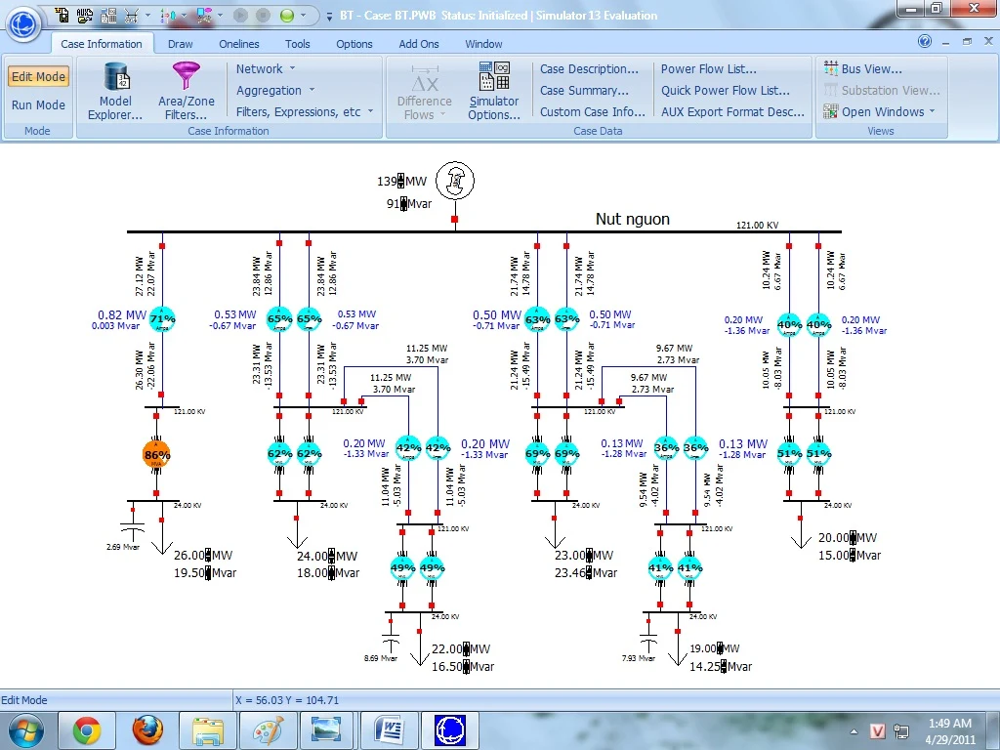 BT - Case: BT.PWB Status: Initialized | Simulator 13 Evaluation
Case Information Draw Onelines Tools Options Add Ons Window
Edit Mode
Run Mode
Mode
Model Explorer...
Area/Zone Filters...
Network
Aggregation
Filters, Expressions, etc
Case Information
Difference Flows
Simulator Options...
Case Description...
Case Summary...
Custom Case Info...
Power Flow List...
Quick Power Flow List...
AUX Export Format Desc...
Case Data
Bus View...
Substation View...
Open Windows
Views
139 MW
91 Mvar
Nut nguon
121.00 KV
27.12 MW
22.07 Mvar
23.84 MW
12.86 Mvar
23.84 MW
12.86 Mvar
21.74 MW
14.78 Mvar
21.74 MW
14.78 Mvar
10.24 MW
6.67 Mvar
10.24 MW
6.67 Mvar
0.82 MW
0.003 Mvar
71%
0.53 MW
-0.67 Mvar
65%
65%
0.53 MW
-0.67 Mvar
0.50 MW
-0.71 Mvar
63%
63%
0.50 MW
-0.71 Mvar
0.20 MW
-1.36 Mvar
40%
40%
0.20 MW
-1.36 Mvar
26.30 MW
-22.06 Mvar
23.31 MW
-13.53 Mvar
23.31 MW
-13.53 Mvar
11.25 MW
3.70 Mvar
11.25 MW
3.70 Mvar
21.24 MW
-15.49 Mvar
21.24 MW
-15.49 Mvar
9.67 MW
2.73 Mvar
9.67 MW
2.73 Mvar
10.05 MW
-8.03 Mvar
10.05 MW
-8.03 Mvar
121.00 KV
121.00 KV
121.00 KV
121.00 KV
86%
62%
62%
0.20 MW
-1.33 Mvar
42%
42%
0.20 MW
-1.33 Mvar
69%
69%
0.13 MW
-1.28 Mvar
36%
36%
0.13 MW
-1.28 Mvar
51%
51%
11.04 MW
-5.03 Mvar
11.04 MW
-5.03 Mvar
9.54 MW
-4.02 Mvar
9.54 MW
-4.02 Mvar
24.00 KV
24.00 KV
24.00 KV
24.00 KV
121.00 KV
121.00 KV
2.69 Mvar
26.00 MW
19.50 Mvar
24.00 MW
18.00 Mvar
49%
49%
23.00 MW
23.46 Mvar
41%
41%
20.00 MW
15.00 Mvar
24.00 KV
24.00 KV
8.69 Mvar
22.00 MW
16.50 Mvar
7.93 Mvar
19.00 MW
14.25 Mvar
Edit Mode
X = 56.03 Y = 104.71
1:49 AM
4/29/2011